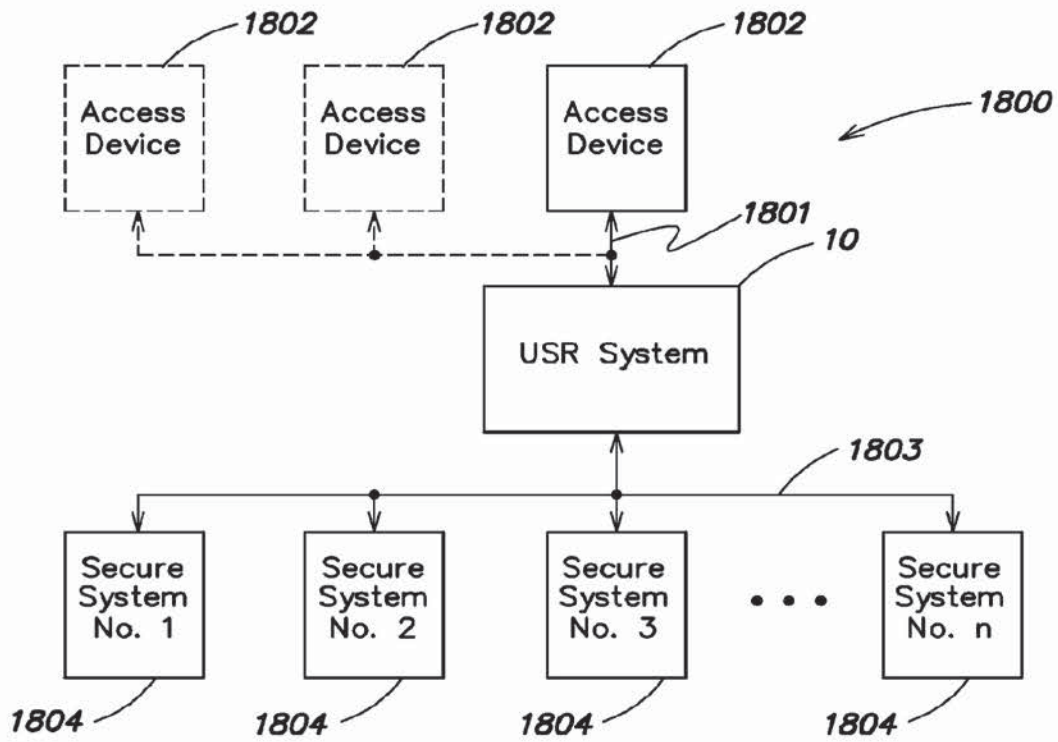 1802
1802
1802
Access
Device
Access
Device
Access
Device
1800
1801
10
USR System
1803
Secure
System
No. 1
Secure
System
No. 2
Secure
System
No. 3
• • •
Secure
System
No. n
1804
1804
1804
1804